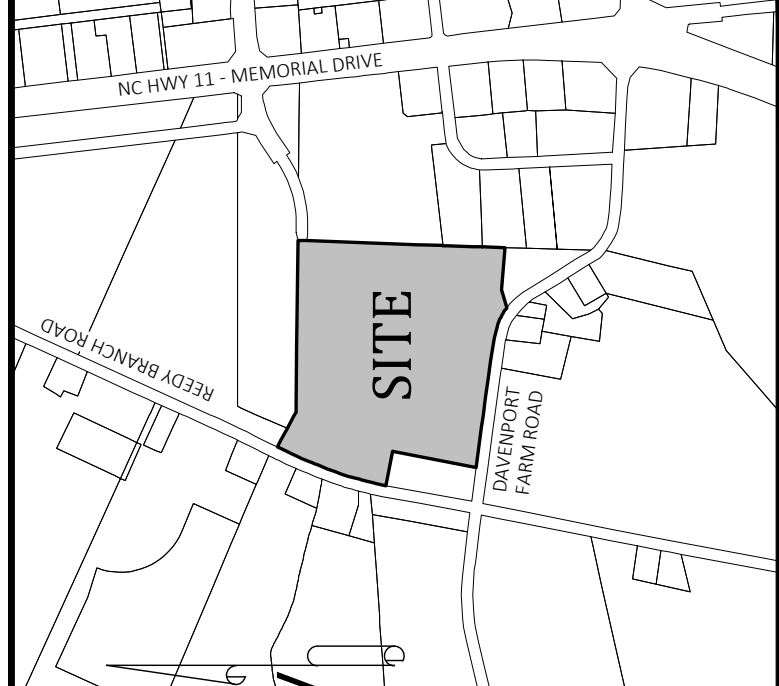 NC HWY 11 - MEMORIAL DRIVE
REEDY BRANCH ROAD
SITE
DAVENPORT
FARM ROAD